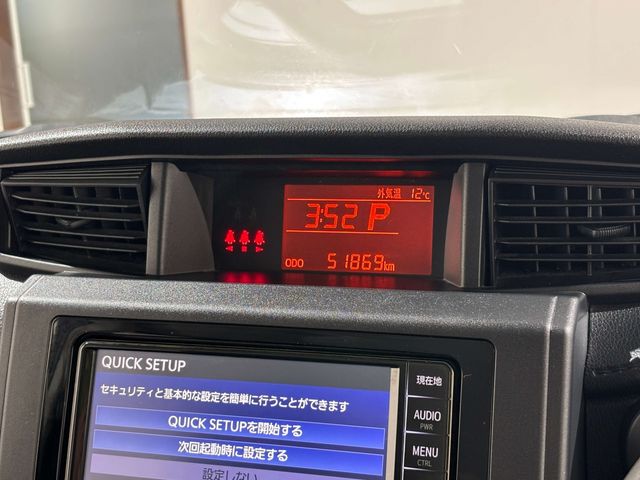 外気温 12℃
3:52 P
ODO 51869km
QUICK SETUP
セキュリティと基本的な設定を簡単に行うことができます
QUICK SETUPを開始する
次回起動時に設定する
設定しない
現在地
AUDIO
PWR
MENU
CTRL